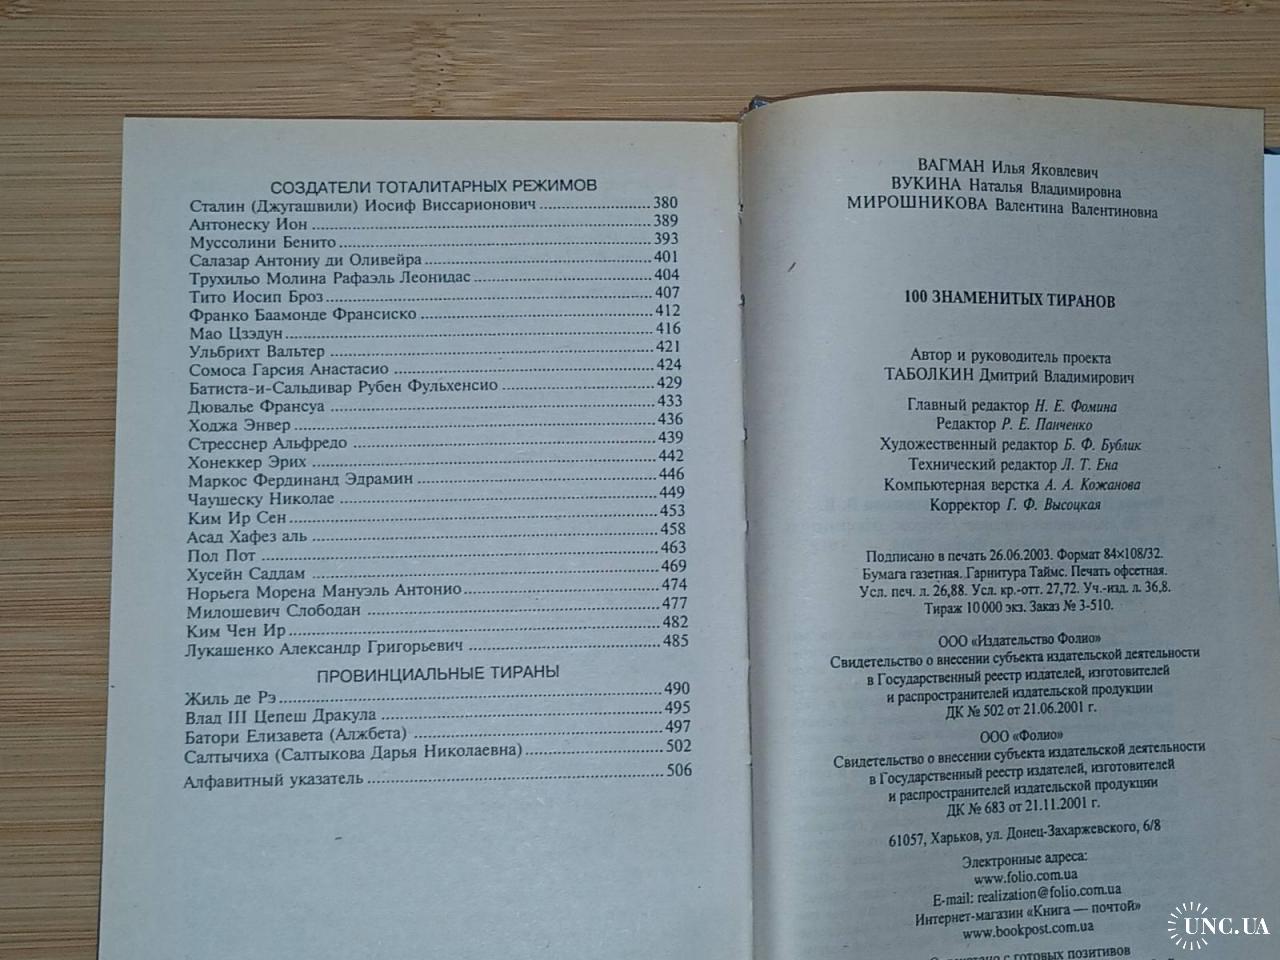 СОЗДАТЕЛИ ТОТАЛИТАРНЫХ РЕЖИМОВ
Сталин (Джугашвили) Иосиф Виссарионович ... 380
Антонеску Ион ... 389
Муссолини Бенито ... 393
Салазар Антониу ди Оливейра ... 401
Трухильо Молина Рафаэль Леонидас ... 404
Тито Иосип Броз ... 407
Франко Баамонде Франсиско ... 412
Мао Цзэдун ... 416
Ульбрихт Вальтер ... 421
Сомоса Гарсия Анастасио ... 424
Батиста-и-Сальдивар Рубен Фульхенсио ... 429
Дювалье Франсуа ... 433
Ходжа Энвер ... 436
Стресснер Альфредо ... 439
Хонеккер Эрих ... 442
Маркос Фердинанд Эдрамин ... 446
Чаушеску Николае ... 449
Ким Ир Сен ... 453
Асад Хафез аль ... 458
Пол Пот ... 463
Хусейн Саддам ... 469
Норьега Морена Мануэль Антонио ... 474
Милошевич Слободан ... 477
Ким Чен Ир ... 482
Лукашенко Александр Григорьевич ... 485
ПРОВИНЦИАЛЬНЫЕ ТИРАНЫ
Жиль де Рэ ... 490
Влад III Цепеш Дракула ... 495
Батори Елизавета (Алжбета) ... 497
Салтычиха (Салтыкова Дарья Николаевна) ... 502
Алфавитный указатель ... 506
ВАГМАН Илья Яковлевич
ВУКИНА Наталья Владимировна
МИРОШНИКОВА Валентина Валентиновна
100 ЗНАМЕНИТЫХ ТИРАНОВ
Автор и руководитель проекта
ТАБОЛКИН Дмитрий Владимирович
Главный редактор Н. Е. Фомина
Редактор Р. Е. Панченко
Художественный редактор Б. Ф. Бублик
Технический редактор Л. Т. Ена
Компьютерная верстка А. А. Кожанова
Корректор Г. Ф. Высоцкая
Подписано в печать 26.06.2003. Формат 84×108/32.
Бумага газетная. Гарнитура Таймс. Печать офсетная.
Усл. печ. л. 26,88. Усл. кр.-отт. 27,72. Уч.-изд. л. 36,8.
Тираж 10 000 экз. Заказ № 3-510.
ООО «Издательство Фолио»
Свидетельство о внесении субъекта издательской деятельности
в Государственный реестр издателей, изготовителей
и распространителей издательской продукции
ДК № 502 от 21.06.2001 г.
ООО «Фолио»
Свидетельство о внесении субъекта издательской деятельности
в Государственный реестр издателей, изготовителей
и распространителей издательской продукции
ДК № 683 от 21.11.2001 г.
61057, Харьков, ул. Донец-Захаржевского, 6/8
Электронные адреса:
www.folio.com.ua
E-mail: realization@folio.com.ua
Интернет-магазин «Книга — почтой»
www.bookpost.com.ua
с готовых позитивов
UNC.UA